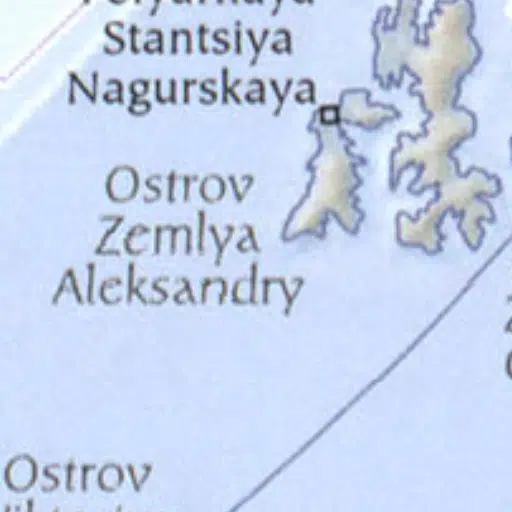 Stantsiya
Nagurskaya
Ostrov
Zemlya
Aleksandry
Ostrov